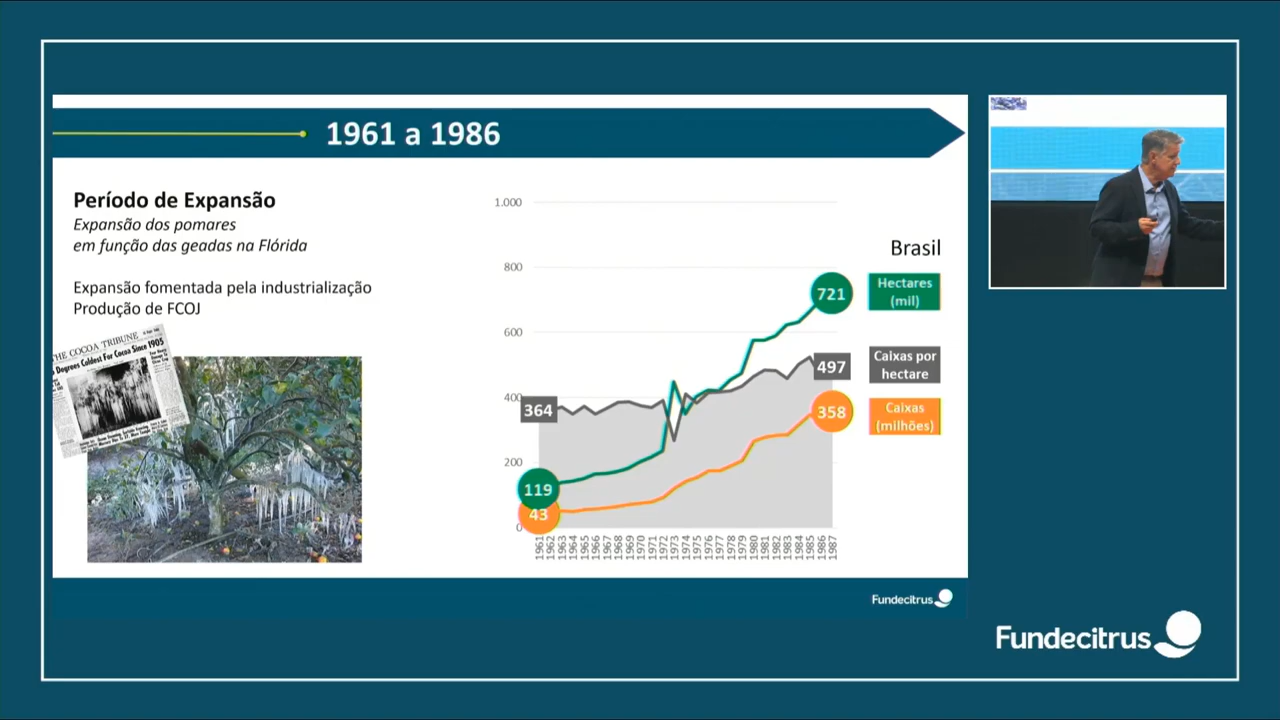 1961 a 1986
Período de Expansão
Expansão dos pomares
em função das geadas na Flórida
Expansão fomentada pela industrialização
Produção de FCOJ
THE COCOA TRIBUNE
Degrees Coldest For Cocoa Since 1905
1.000
800
600
400
200
0
364
119
43
721
497
358
Brasil
Hectares
(mil)
Caixas por
hectare
Caixas
(milhões)
1961
1962
1963
1964
1965
1966
1967
1968
1969
1970
1971
1972
1973
1974
1975
1976
1977
1978
1979
1980
1981
1982
1983
1984
1985
1986
1987
Fundecitrus
Fundecitrus